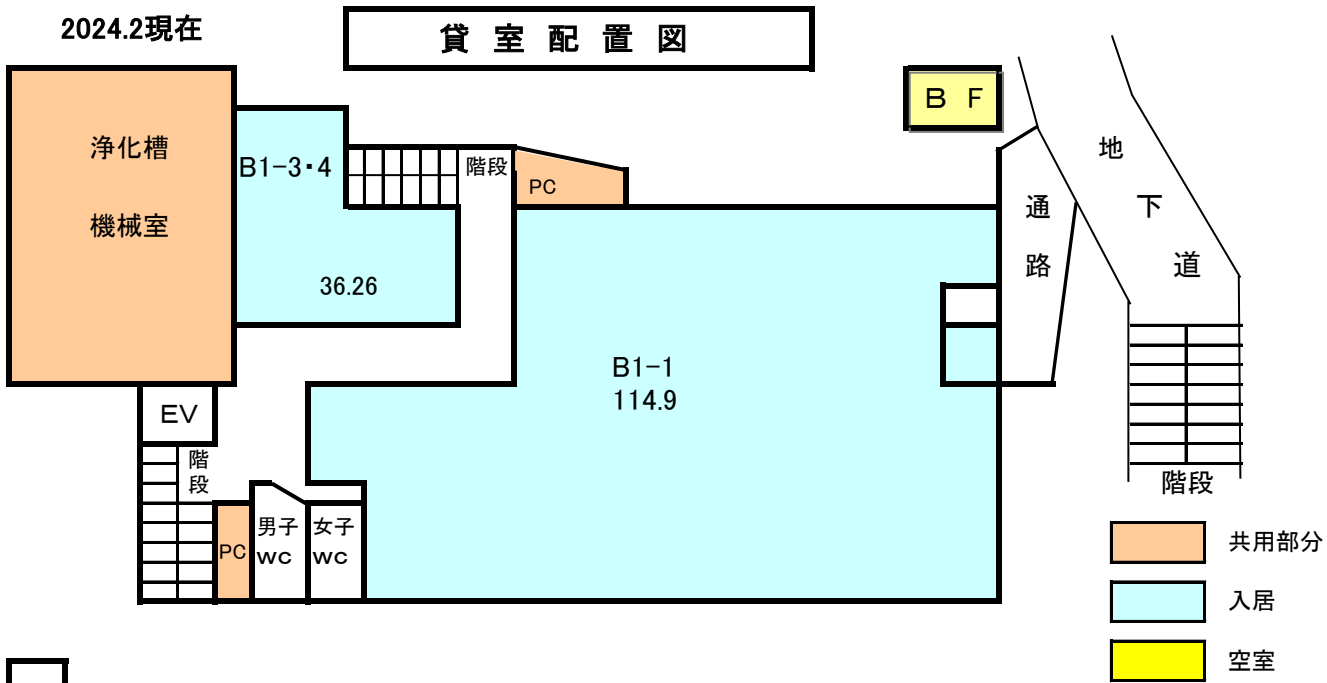 2024.2現在
貸室配置図
BF
浄化槽
機械室
B1-3・4
36.26
階段
PC
通路
地下道
階段
B1-1
114.9
EV
階段
PC
男子
WC
女子
WC
共用部分
入居
空室